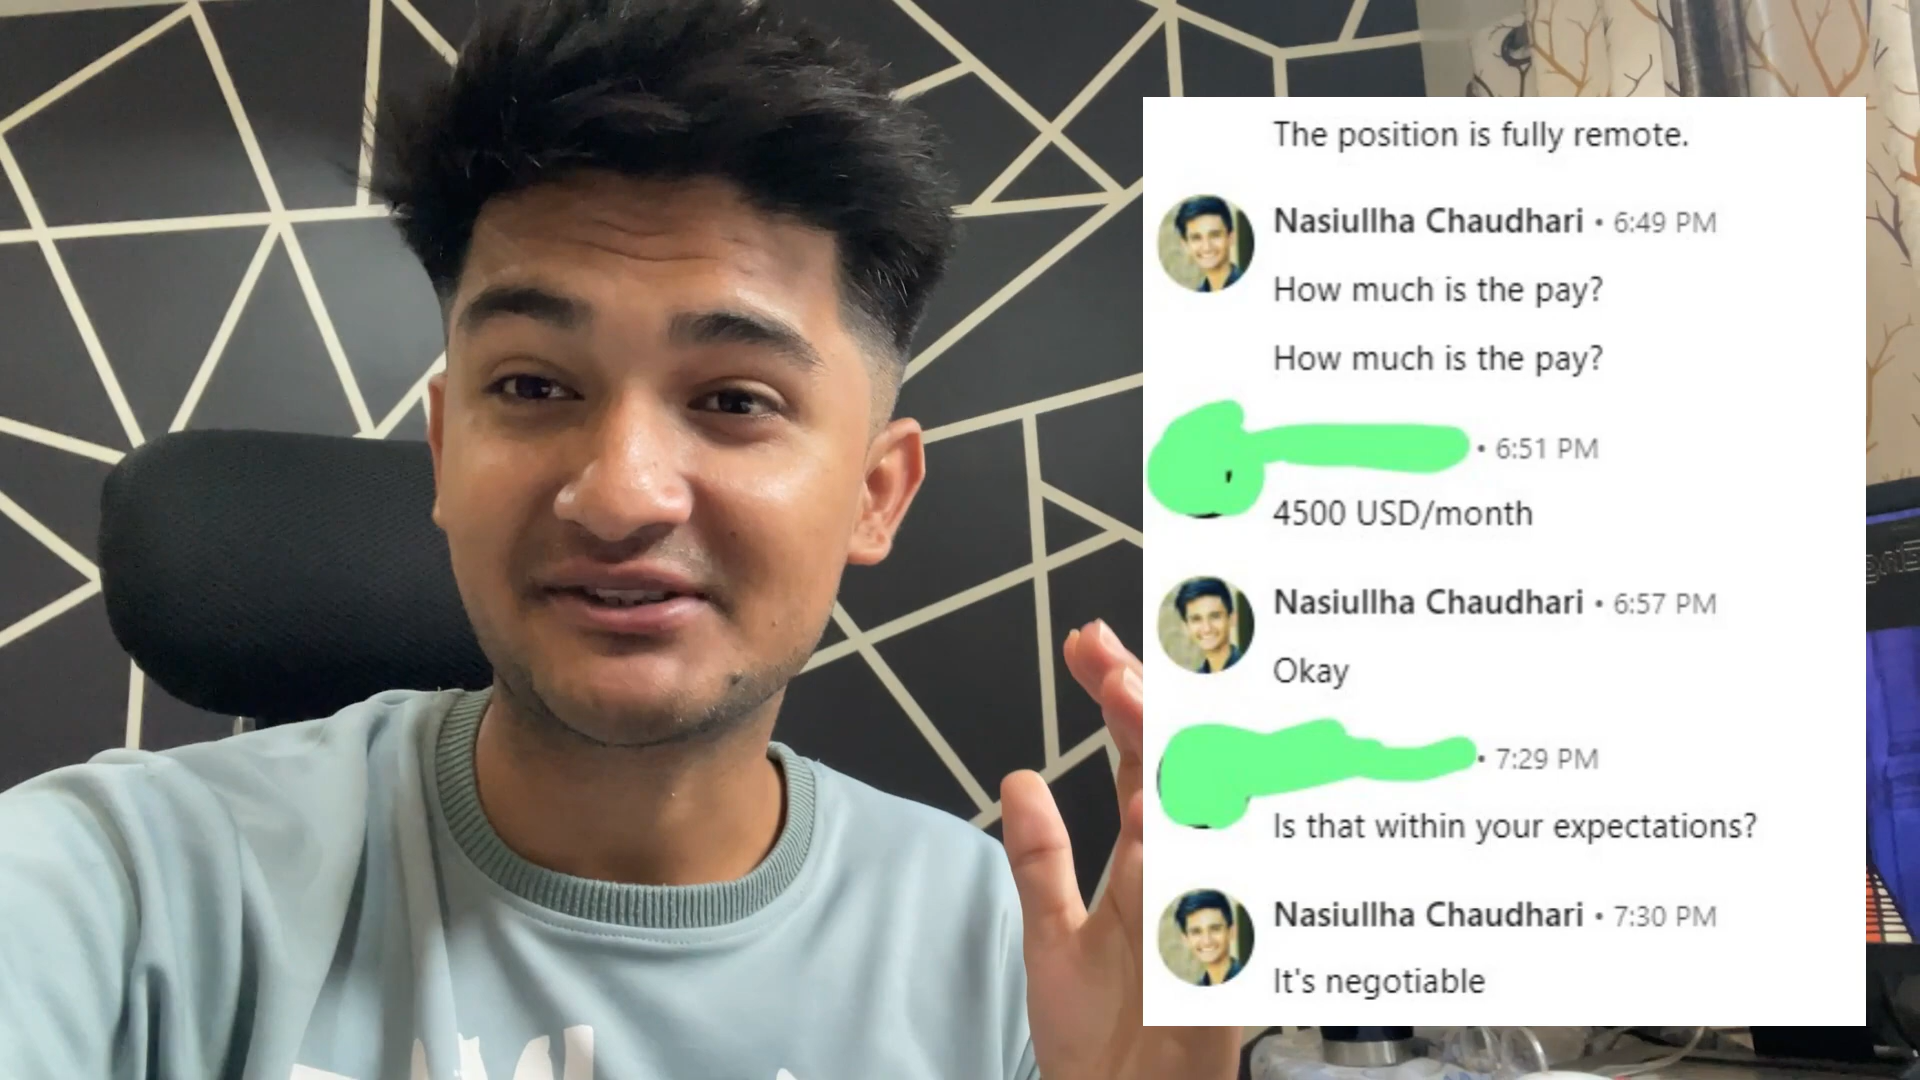 The position is fully remote.
Nasiullha Chaudhari • 6:49 PM
How much is the pay?
How much is the pay?
• 6:51 PM
4500 USD/month
Nasiullha Chaudhari • 6:57 PM
Okay
• 7:29 PM
Is that within your expectations?
Nasiullha Chaudhari • 7:30 PM
It's negotiable